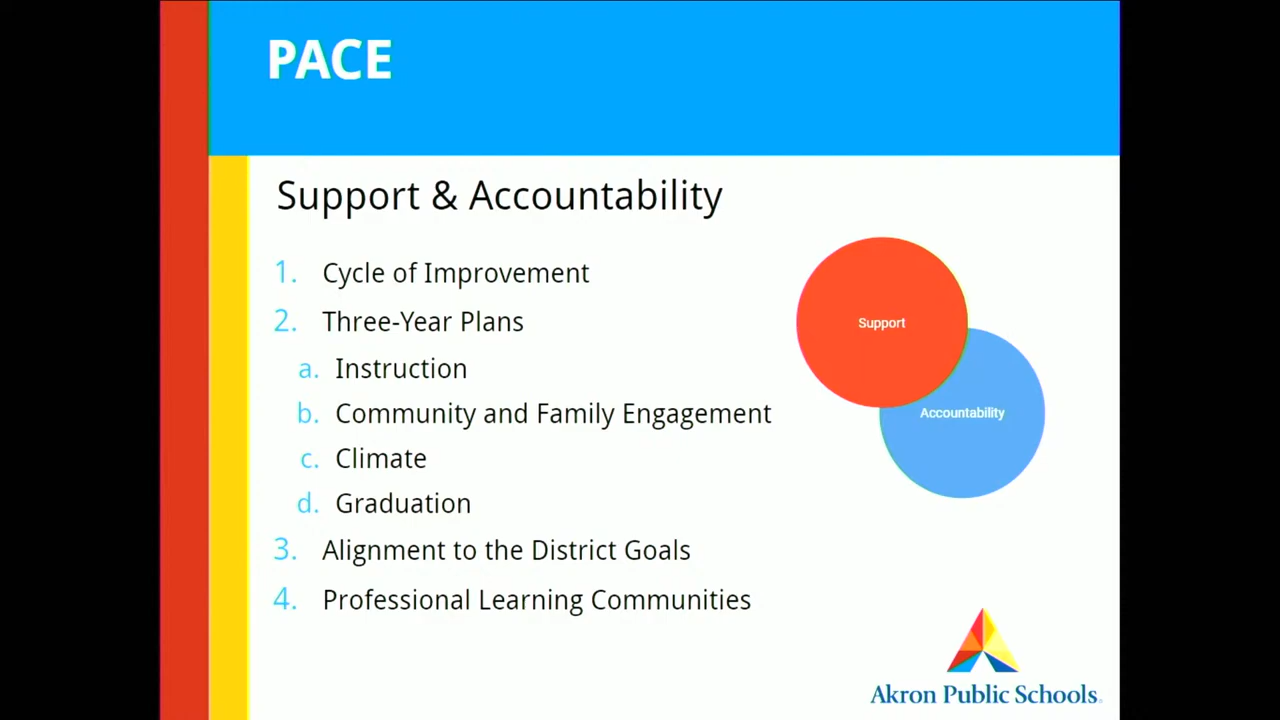 PACE
Support & Accountability
1. Cycle of Improvement
2. Three-Year Plans
a. Instruction
b. Community and Family Engagement
c. Climate
d. Graduation
3. Alignment to the District Goals
4. Professional Learning Communities
Support
Accountability
Akron Public Schools